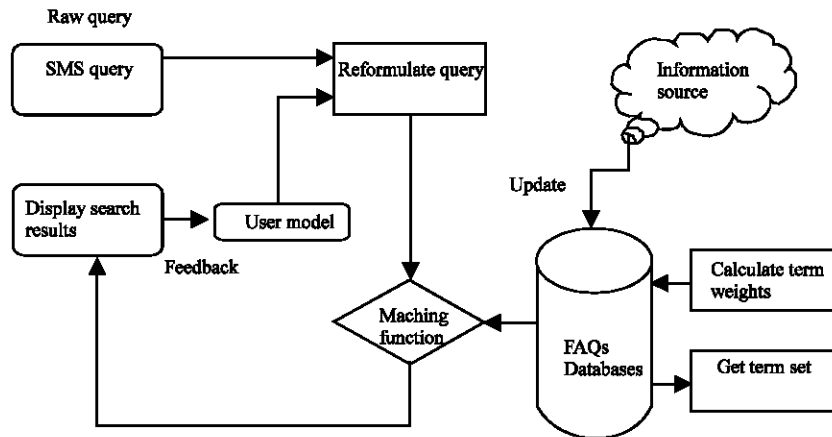 Raw query
SMS query
Reformulate query
Information
source
Update
Display search
results
User model
Feedback
Calculate term
weights
Maching
function
FAQs
Databases
Get term set